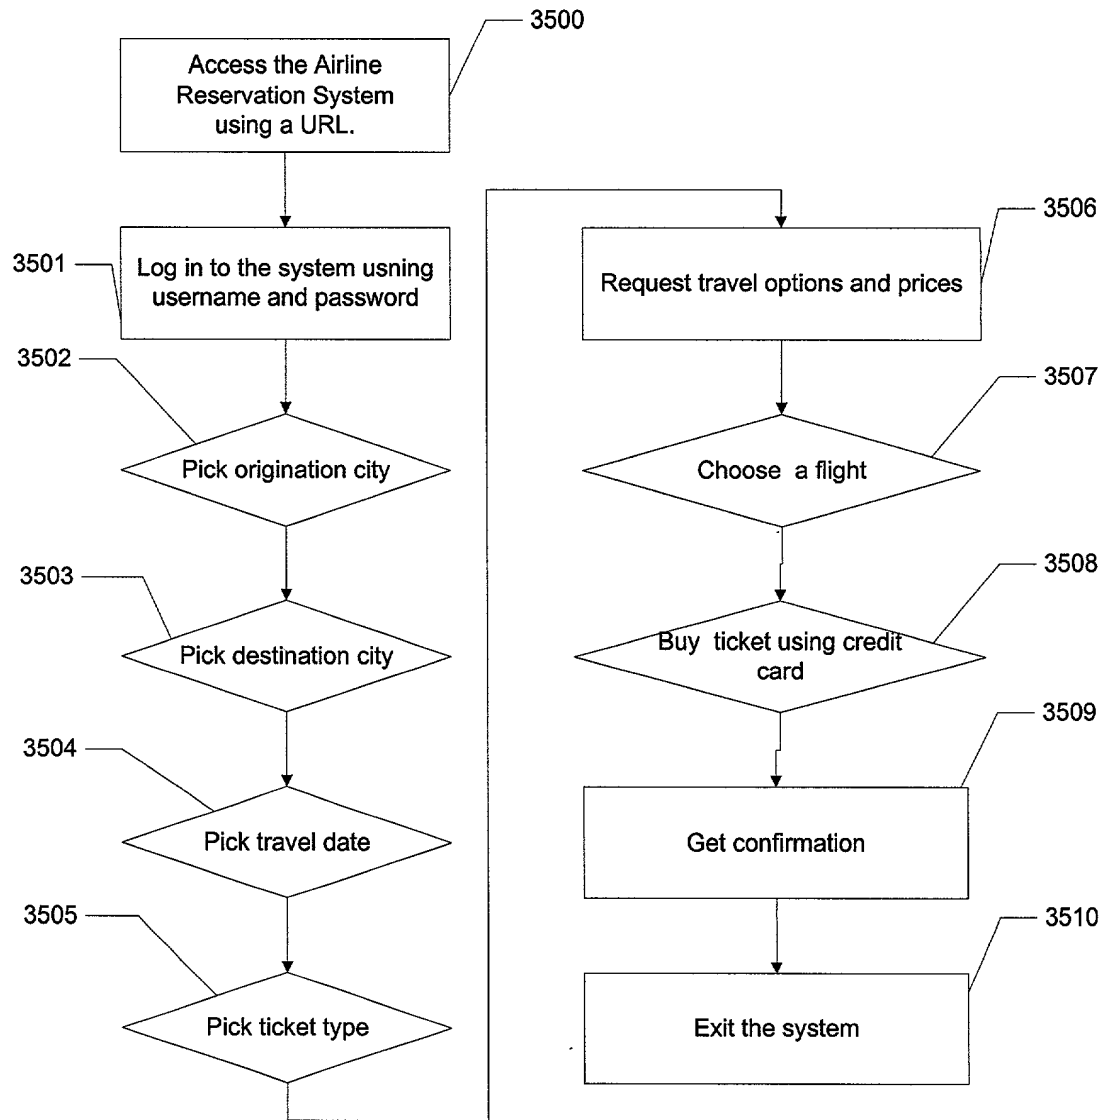 3500
Access the Airline
Reservation System
using a URL.
3501
Log in to the system usning
username and password
3502
Pick origination city
3503
Pick destination city
3504
Pick travel date
3505
Pick ticket type
3506
Request travel options and prices
3507
Choose a flight
3508
Buy ticket using credit
card
3509
Get confirmation
3510
Exit the system